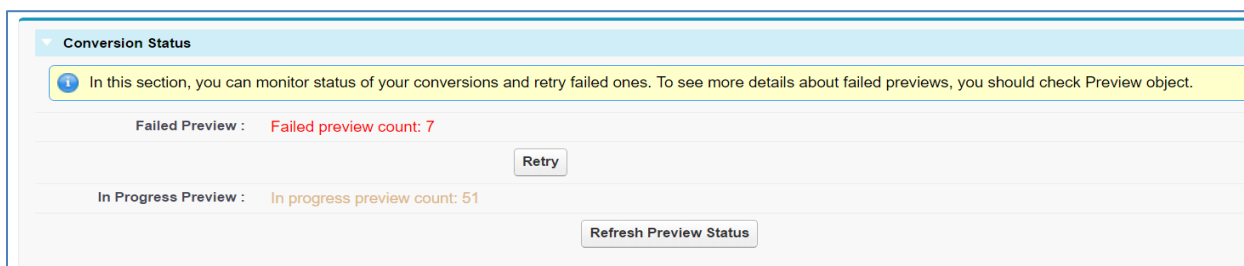 Conversion Status
In this section, you can monitor status of your conversions and retry failed ones. To see more details about failed previews, you should check Preview object.
Failed Preview : Failed preview count: 7
Retry
In Progress Preview : In progress preview count: 51
Refresh Preview Status